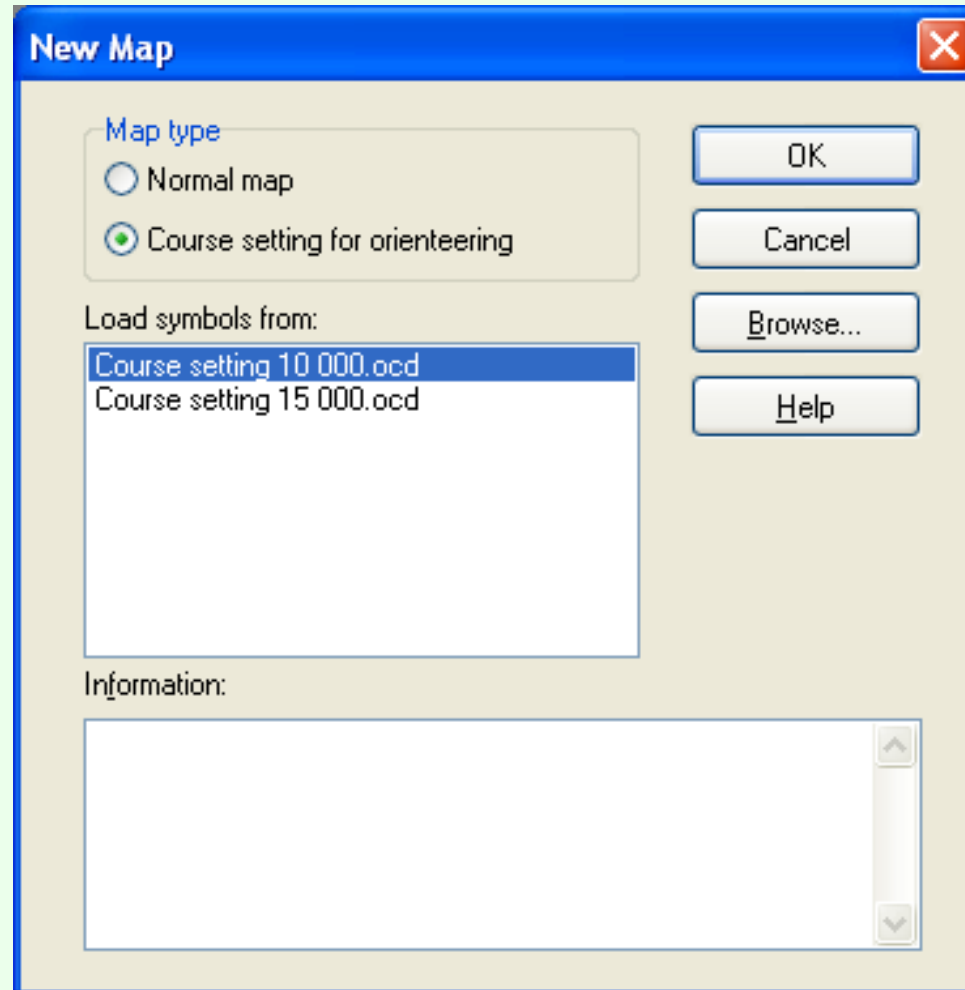 New Map
Map type
Normal map
Course setting for orienteering
OK
Cancel
Browse...
Help
Load symbols from:
Course setting 10 000.ocd
Course setting 15 000.ocd
Information: